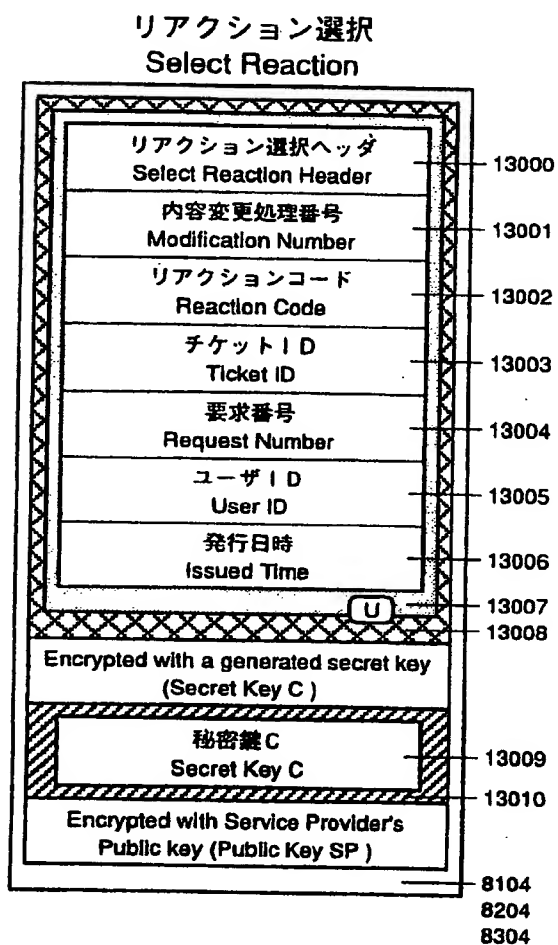 リアクション選択
Select Reaction
リアクション選択ヘッダ
Select Reaction Header
13000
内容変更処理番号
Modification Number
13001
リアクションコード
Reaction Code
13002
チケットID
Ticket ID
13003
要求番号
Request Number
13004
ユーザID
User ID
13005
発行日時
Issued Time
13006
U
13007
13008
Encrypted with a generated secret key
(Secret Key C )
秘密鍵C
Secret Key C
13009
13010
Encrypted with Service Provider's
Public key (Public Key SP )
8104
8204
8304